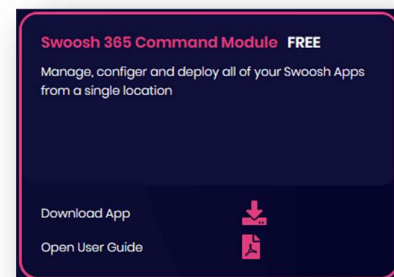 Swoosh 365 Command Module FREE
Manage, configer and deploy all of your Swoosh Apps
from a single location
Download App
Open User Guide